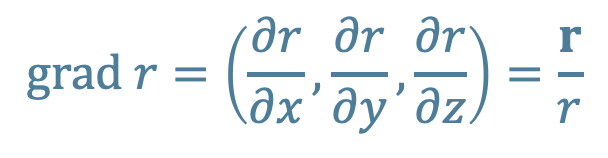 grad r = (∂r/∂x, ∂r/∂y, ∂r/∂z) = **r**/r